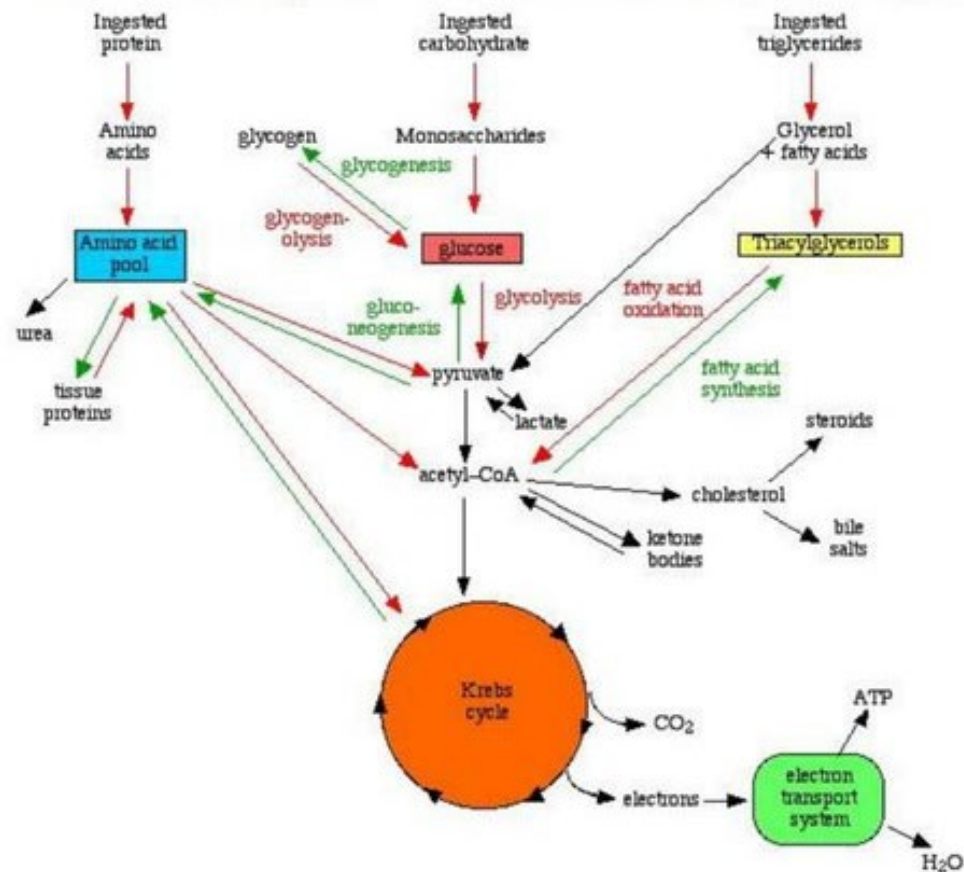 Ingested
protein
Ingested
carbohydrate
Ingested
triglycerides
Amino
acids
glycogen
Monosaccharides
Glycerol
+ fatty acids
glycogenesis
glycogen-
olysis
Amino acid
pool
glucose
Triacylglycerols
urea
gluco-
neogenesis
glycolysis
fatty acid
oxidation
tissue
proteins
pyruvate
lactate
fatty acid
synthesis
steroids
acetyl-CoA
cholesterol
ketone
bodies
bile
salts
Krebs
cycle
CO₂
ATP
electrons
electron
transport
system
H₂O